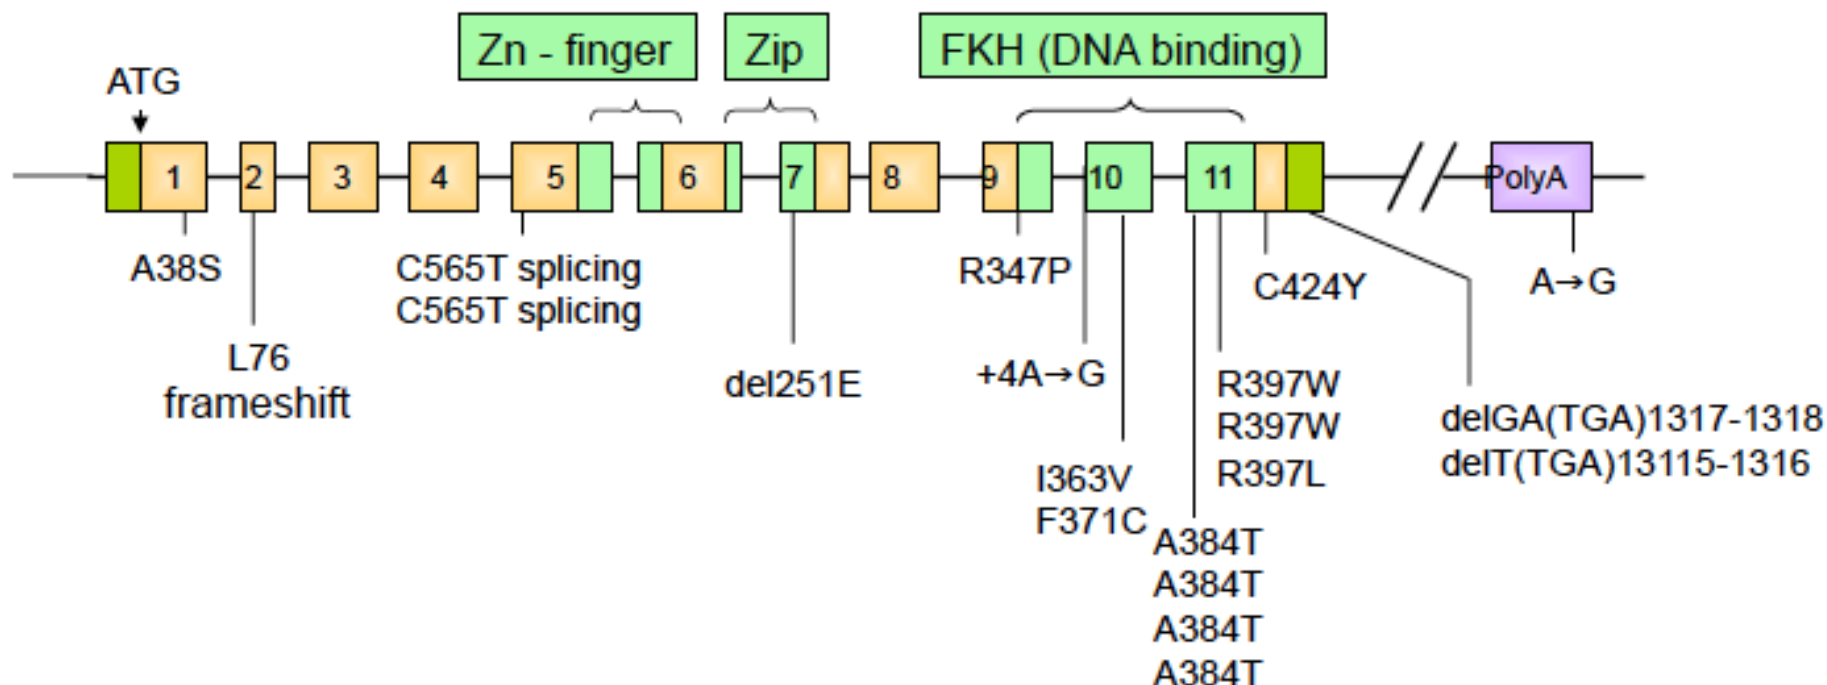 Zn - finger
Zip
FKH (DNA binding)
ATG
1
2
3
4
5
6
7
8
9
10
11
PolyA
A38S
C565T splicing
C565T splicing
R347P
C424Y
A→G
L76
frameshift
del251E
+4A→G
R397W
R397W
R397L
delGA(TGA)1317-1318
delT(TGA)13115-1316
I363V
F371C
A384T
A384T
A384T
A384T